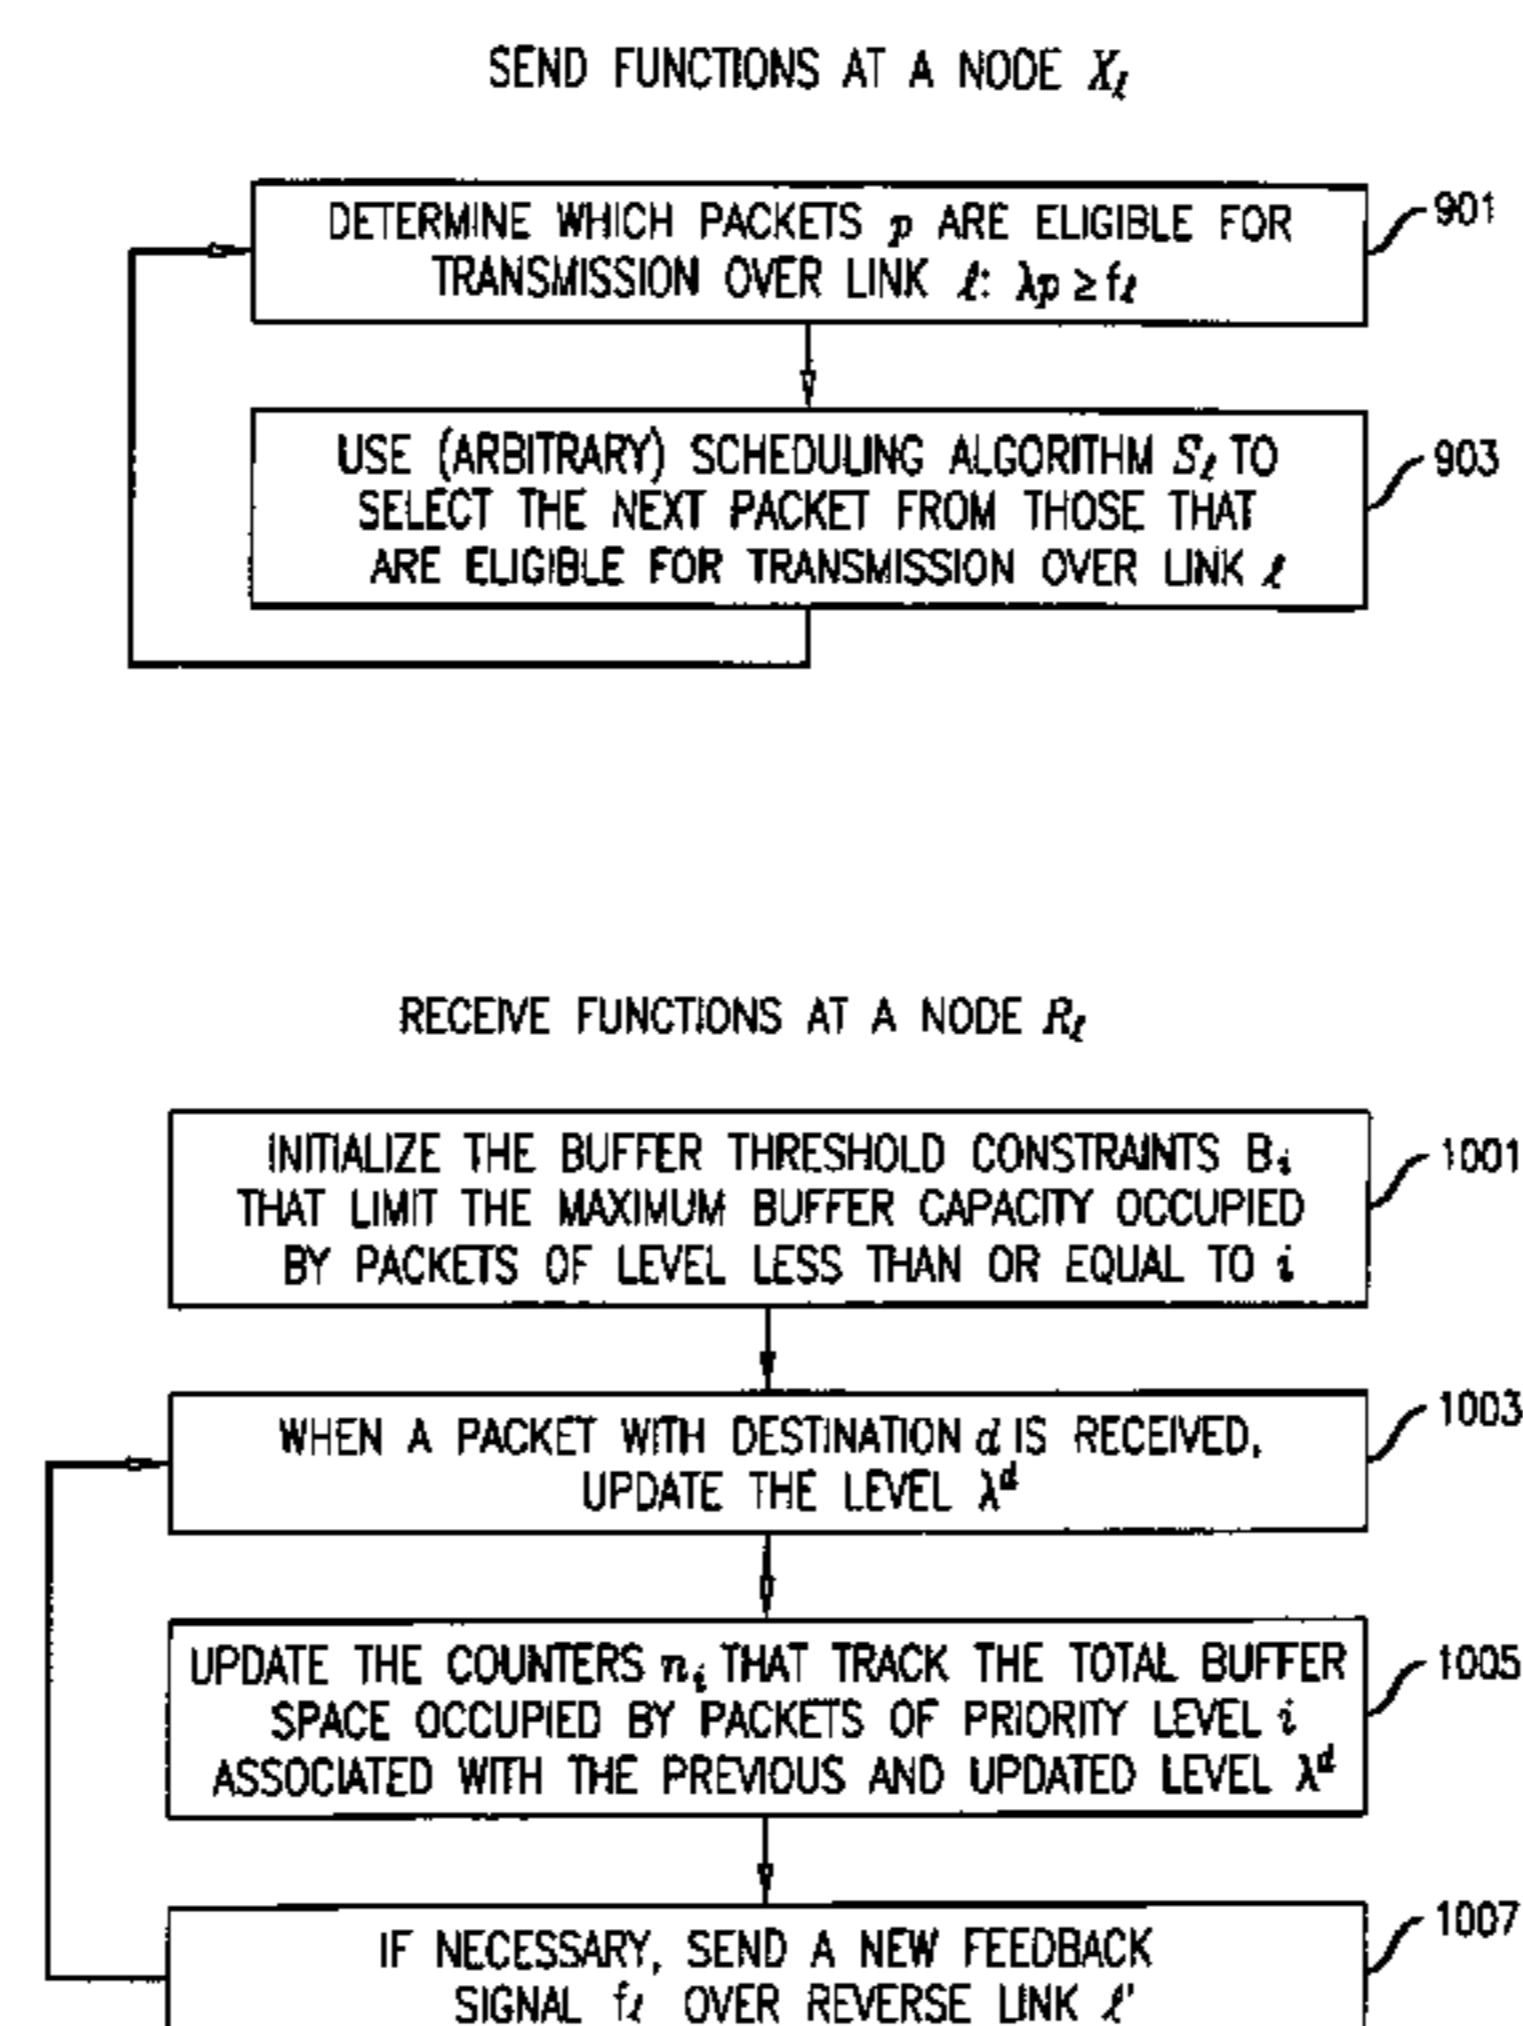 SEND FUNCTIONS AT A NODE Xℓ
DETERMINE WHICH PACKETS p ARE ELIGIBLE FOR
TRANSMISSION OVER LINK ℓ: λp ≥ fℓ
901
USE (ARBITRARY) SCHEDULING ALGORITHM Sℓ TO
SELECT THE NEXT PACKET FROM THOSE THAT
ARE ELIGIBLE FOR TRANSMISSION OVER LINK ℓ
903
RECEIVE FUNCTIONS AT A NODE Rℓ
INITIALIZE THE BUFFER THRESHOLD CONSTRAINTS Bi
THAT LIMIT THE MAXIMUM BUFFER CAPACITY OCCUPIED
BY PACKETS OF LEVEL LESS THAN OR EQUAL TO i
1001
WHEN A PACKET WITH DESTINATION d IS RECEIVED,
UPDATE THE LEVEL λᵈ
1003
UPDATE THE COUNTERS ni THAT TRACK THE TOTAL BUFFER
SPACE OCCUPIED BY PACKETS OF PRIORITY LEVEL i
ASSOCIATED WITH THE PREVIOUS AND UPDATED LEVEL λᵈ
1005
IF NECESSARY, SEND A NEW FEEDBACK
SIGNAL fℓ OVER REVERSE LINK ℓ'
1007